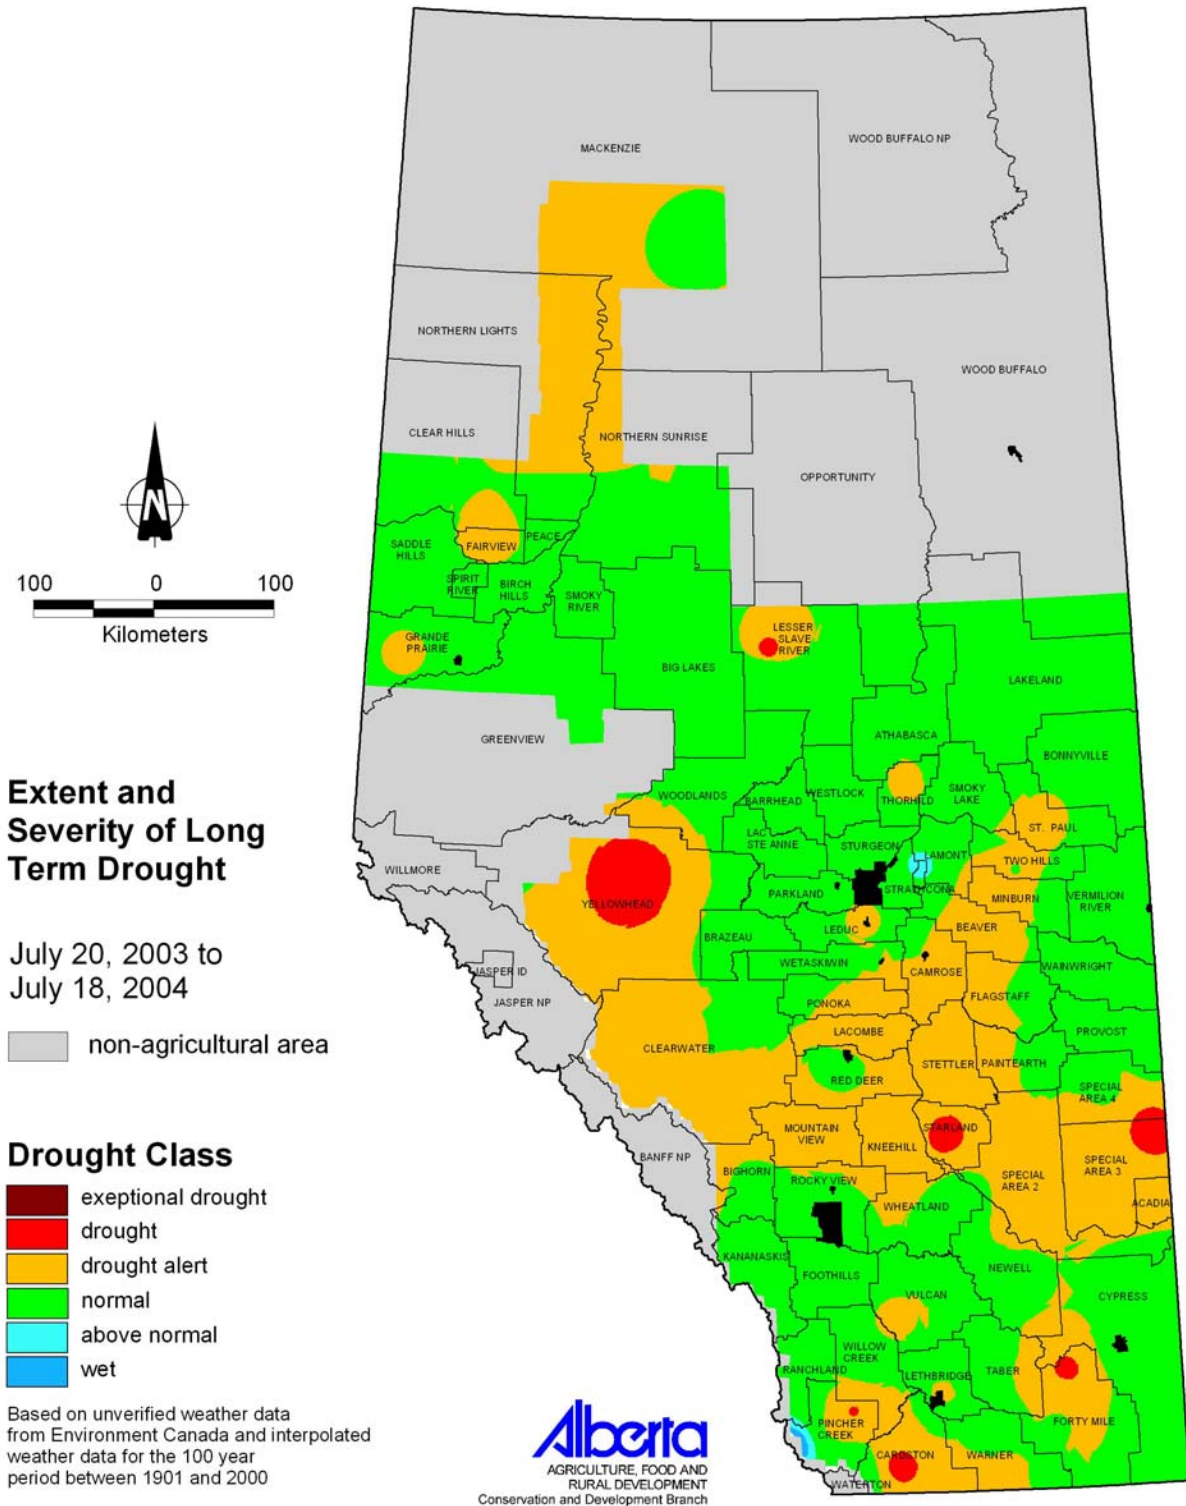 MACKENZIE
WOOD BUFFALO NP
NORTHERN LIGHTS
WOOD BUFFALO
CLEAR HILLS
NORTHERN SUNRISE
OPPORTUNITY
N
SADDLE
HILLS
FAIRVIEW
PEACE
SPIRIT
RIVER
BIRCH
HILLS
SMOKY
RIVER
100 0 100
Kilometers
GRANDE
PRAIRIE
LESSER
SLAVE
RIVER
BIG LAKES
LAKELAND
GREENVIEW
ATHABASCA
BONNYVILLE
Extent and
Severity of Long
Term Drought
July 20, 2003 to
July 18, 2004
non-agricultural area
WOODLANDS
BARRHEAD
WESTLOCK
THORHILD
SMOKY
LAKE
LAC
STE ANNE
STURGEON
LAMONT
ST. PAUL
TWO HILLS
WILLMORE
YELLOWHEAD
PARKLAND
STRATHCONA
MINBURN
VERMILION
RIVER
BRAZEAU
LEDUC
BEAVER
WETASKIWIN
CAMROSE
WAINWRIGHT
JASPER ID
JASPER NP
PONOKA
FLAGSTAFF
CLEARWATER
LACOMBE
PROVOST
RED DEER
STETTLER
PAINTEARTH
SPECIAL
AREA 4
MOUNTAIN
VIEW
KNEEHILL
STARLAND
BANFF NP
BIGHORN
ROCKY VIEW
WHEATLAND
SPECIAL
AREA 2
SPECIAL
AREA 3
ACADIA
KANANASKIS
FOOTHILLS
NEWELL
VULCAN
CYPRESS
WILLOW
CREEK
RANCHLAND
LETHBRIDGE
TABER
PINCHER
CREEK
FORTY MILE
CARDSTON
WARNER
WATERTON
Drought Class
exeptional drought
drought
drought alert
normal
above normal
wet
Based on unverified weather data
from Environment Canada and interpolated
weather data for the 100 year
period between 1901 and 2000
Alberta
AGRICULTURE, FOOD AND
RURAL DEVELOPMENT
Conservation and Development Branch